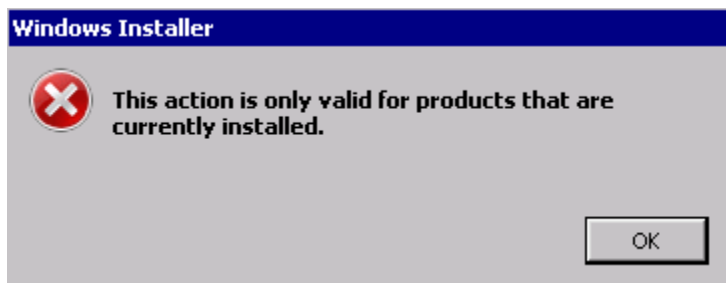 Windows Installer
This action is only valid for products that are
currently installed.
OK